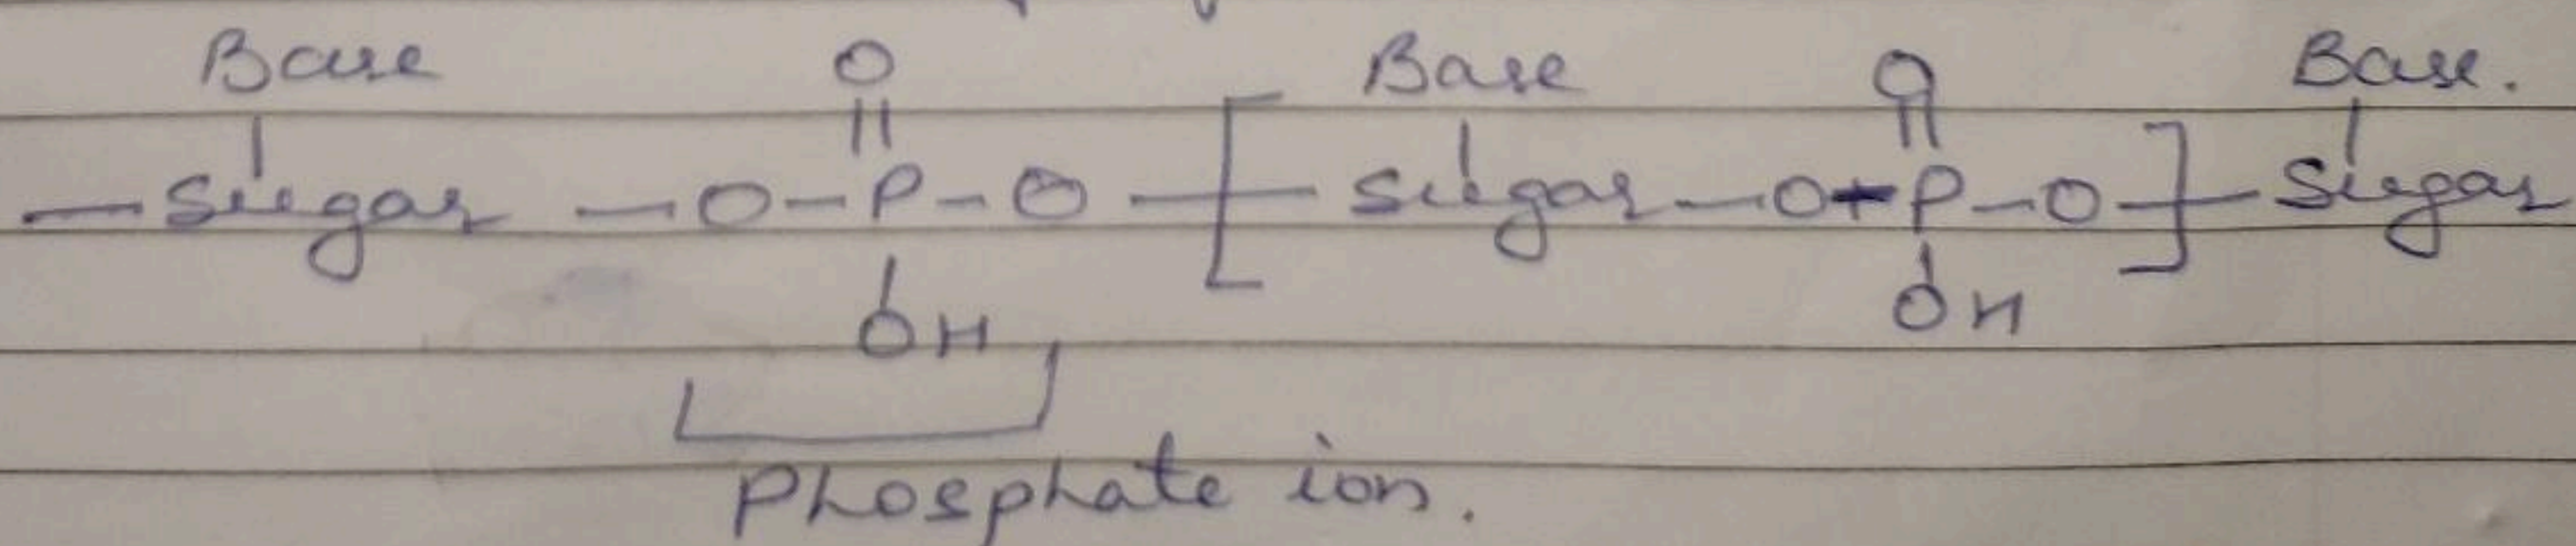 Base O Base O Base.
— Sugar — O — P — O — [ — Sugar — O — P — O ] — Sugar
OH OH
Phosphate ion.